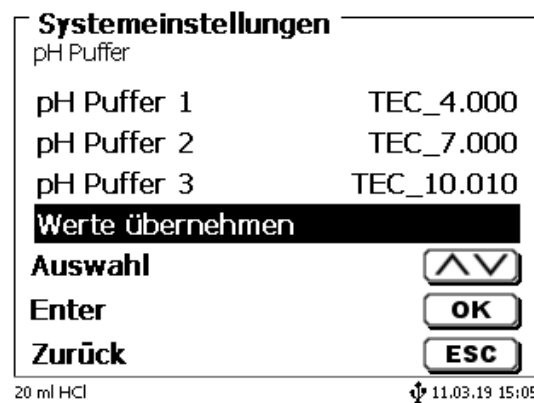 Systemeinstellungen
pH Puffer
pH Puffer 1 TEC_4.000
pH Puffer 2 TEC_7.000
pH Puffer 3 TEC_10.010
Werte übernehmen
Auswahl
Enter OK
Zurück ESC
20 ml HCl 11.03.19 15:05